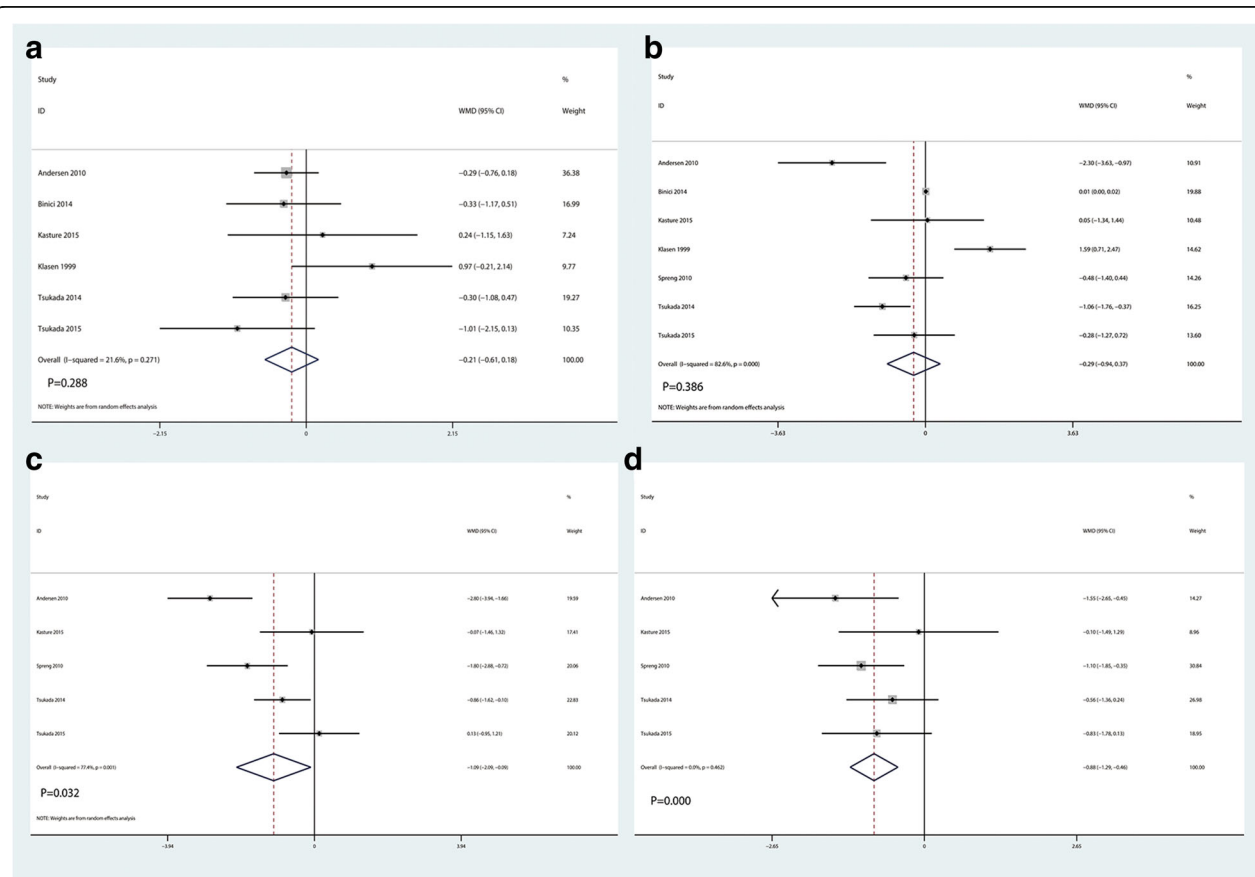 a
Study %
ID WMD (95% CI) Weight
Andersen 2010 −0.29 (−0.76, 0.18) 36.38
Binici 2014 −0.33 (−1.17, 0.51) 16.99
Kasture 2015 0.24 (−1.15, 1.63) 7.24
Klasen 1999 0.97 (−0.21, 2.14) 9.77
Tsukada 2014 −0.30 (−1.08, 0.47) 19.27
Tsukada 2015 −1.01 (−2.15, 0.13) 10.35
Overall (I−squared = 21.6%, p = 0.271) −0.21 (−0.61, 0.18) 100.00
P=0.288
NOTE: Weights are from random effects analysis
−2.15 0 2.15
b
Study %
ID WMD (95% CI) Weight
Andersen 2010 −2.30 (−3.63, −0.97) 10.91
Binici 2014 0.01 (0.00, 0.02) 19.88
Kasture 2015 0.05 (−1.34, 1.44) 10.48
Klasen 1999 1.59 (0.71, 2.47) 14.62
Spreng 2010 −0.48 (−1.40, 0.44) 14.26
Tsukada 2014 −1.06 (−1.76, −0.37) 16.25
Tsukada 2015 −0.28 (−1.27, 0.72) 13.60
Overall (I−squared = 82.6%, p = 0.000) −0.29 (−0.94, 0.37) 100.00
P=0.386
NOTE: Weights are from random effects analysis
−3.63 0 3.63
c
Study %
ID WMD (95% CI) Weight
Andersen 2010 −2.80 (−3.94, −1.66) 19.59
Kasture 2015 −0.07 (−1.46, 1.32) 17.41
Spreng 2010 −1.80 (−2.88, −0.72) 20.06
Tsukada 2014 −0.86 (−1.62, −0.10) 22.83
Tsukada 2015 0.13 (−0.95, 1.21) 20.12
Overall (I−squared = 77.4%, p = 0.001) −1.09 (−2.09, −0.09) 100.00
P=0.032
NOTE: Weights are from random effects analysis
−3.94 0 3.94
d
Study %
ID WMD (95% CI) Weight
Andersen 2010 −1.55 (−2.65, −0.45) 14.27
Kasture 2015 −0.10 (−1.49, 1.29) 8.96
Spreng 2010 −1.10 (−1.85, −0.35) 30.84
Tsukada 2014 −0.56 (−1.36, 0.24) 26.98
Tsukada 2015 −0.83 (−1.78, 0.13) 18.95
Overall (I−squared = 0.0%, p = 0.462) −0.88 (−1.29, −0.46) 100.00
P=0.000
−2.65 0 2.65